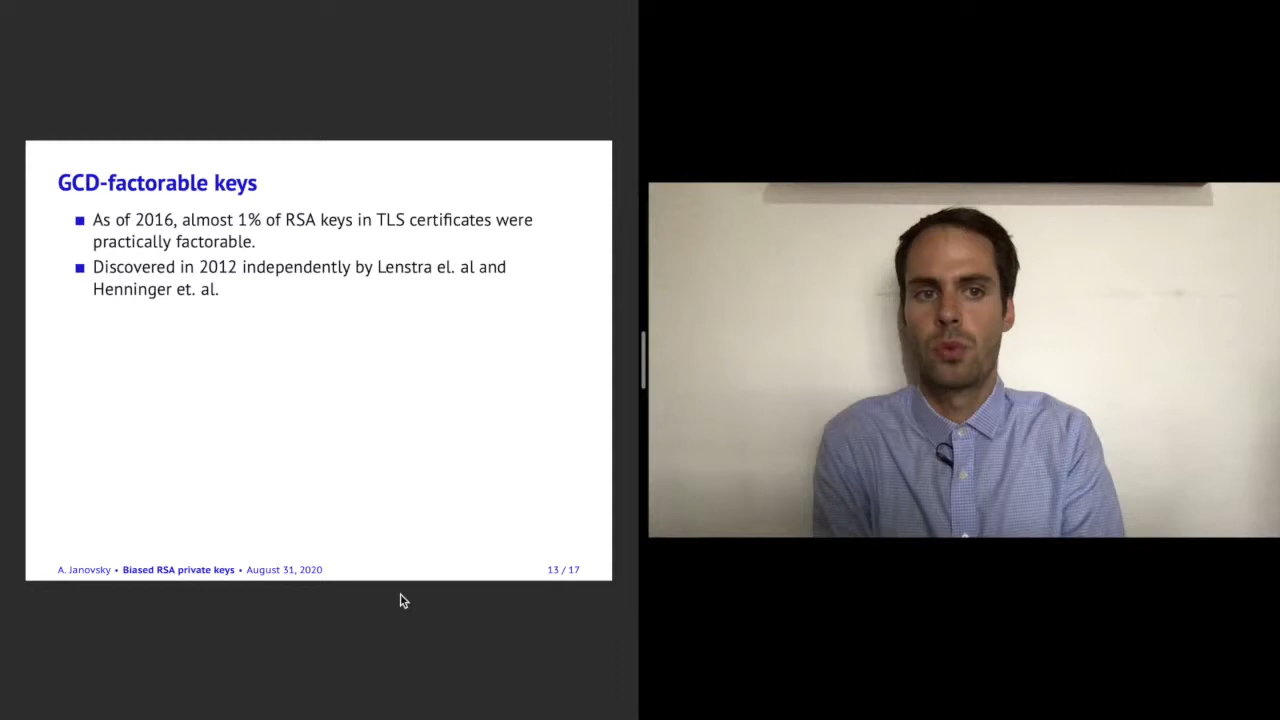 GCD-factorable keys
As of 2016, almost 1% of RSA keys in TLS certificates were
practically factorable.
Discovered in 2012 independently by Lenstra el. al and
Henninger et. al.
A. Janovsky • Biased RSA private keys • August 31, 2020
13 / 17